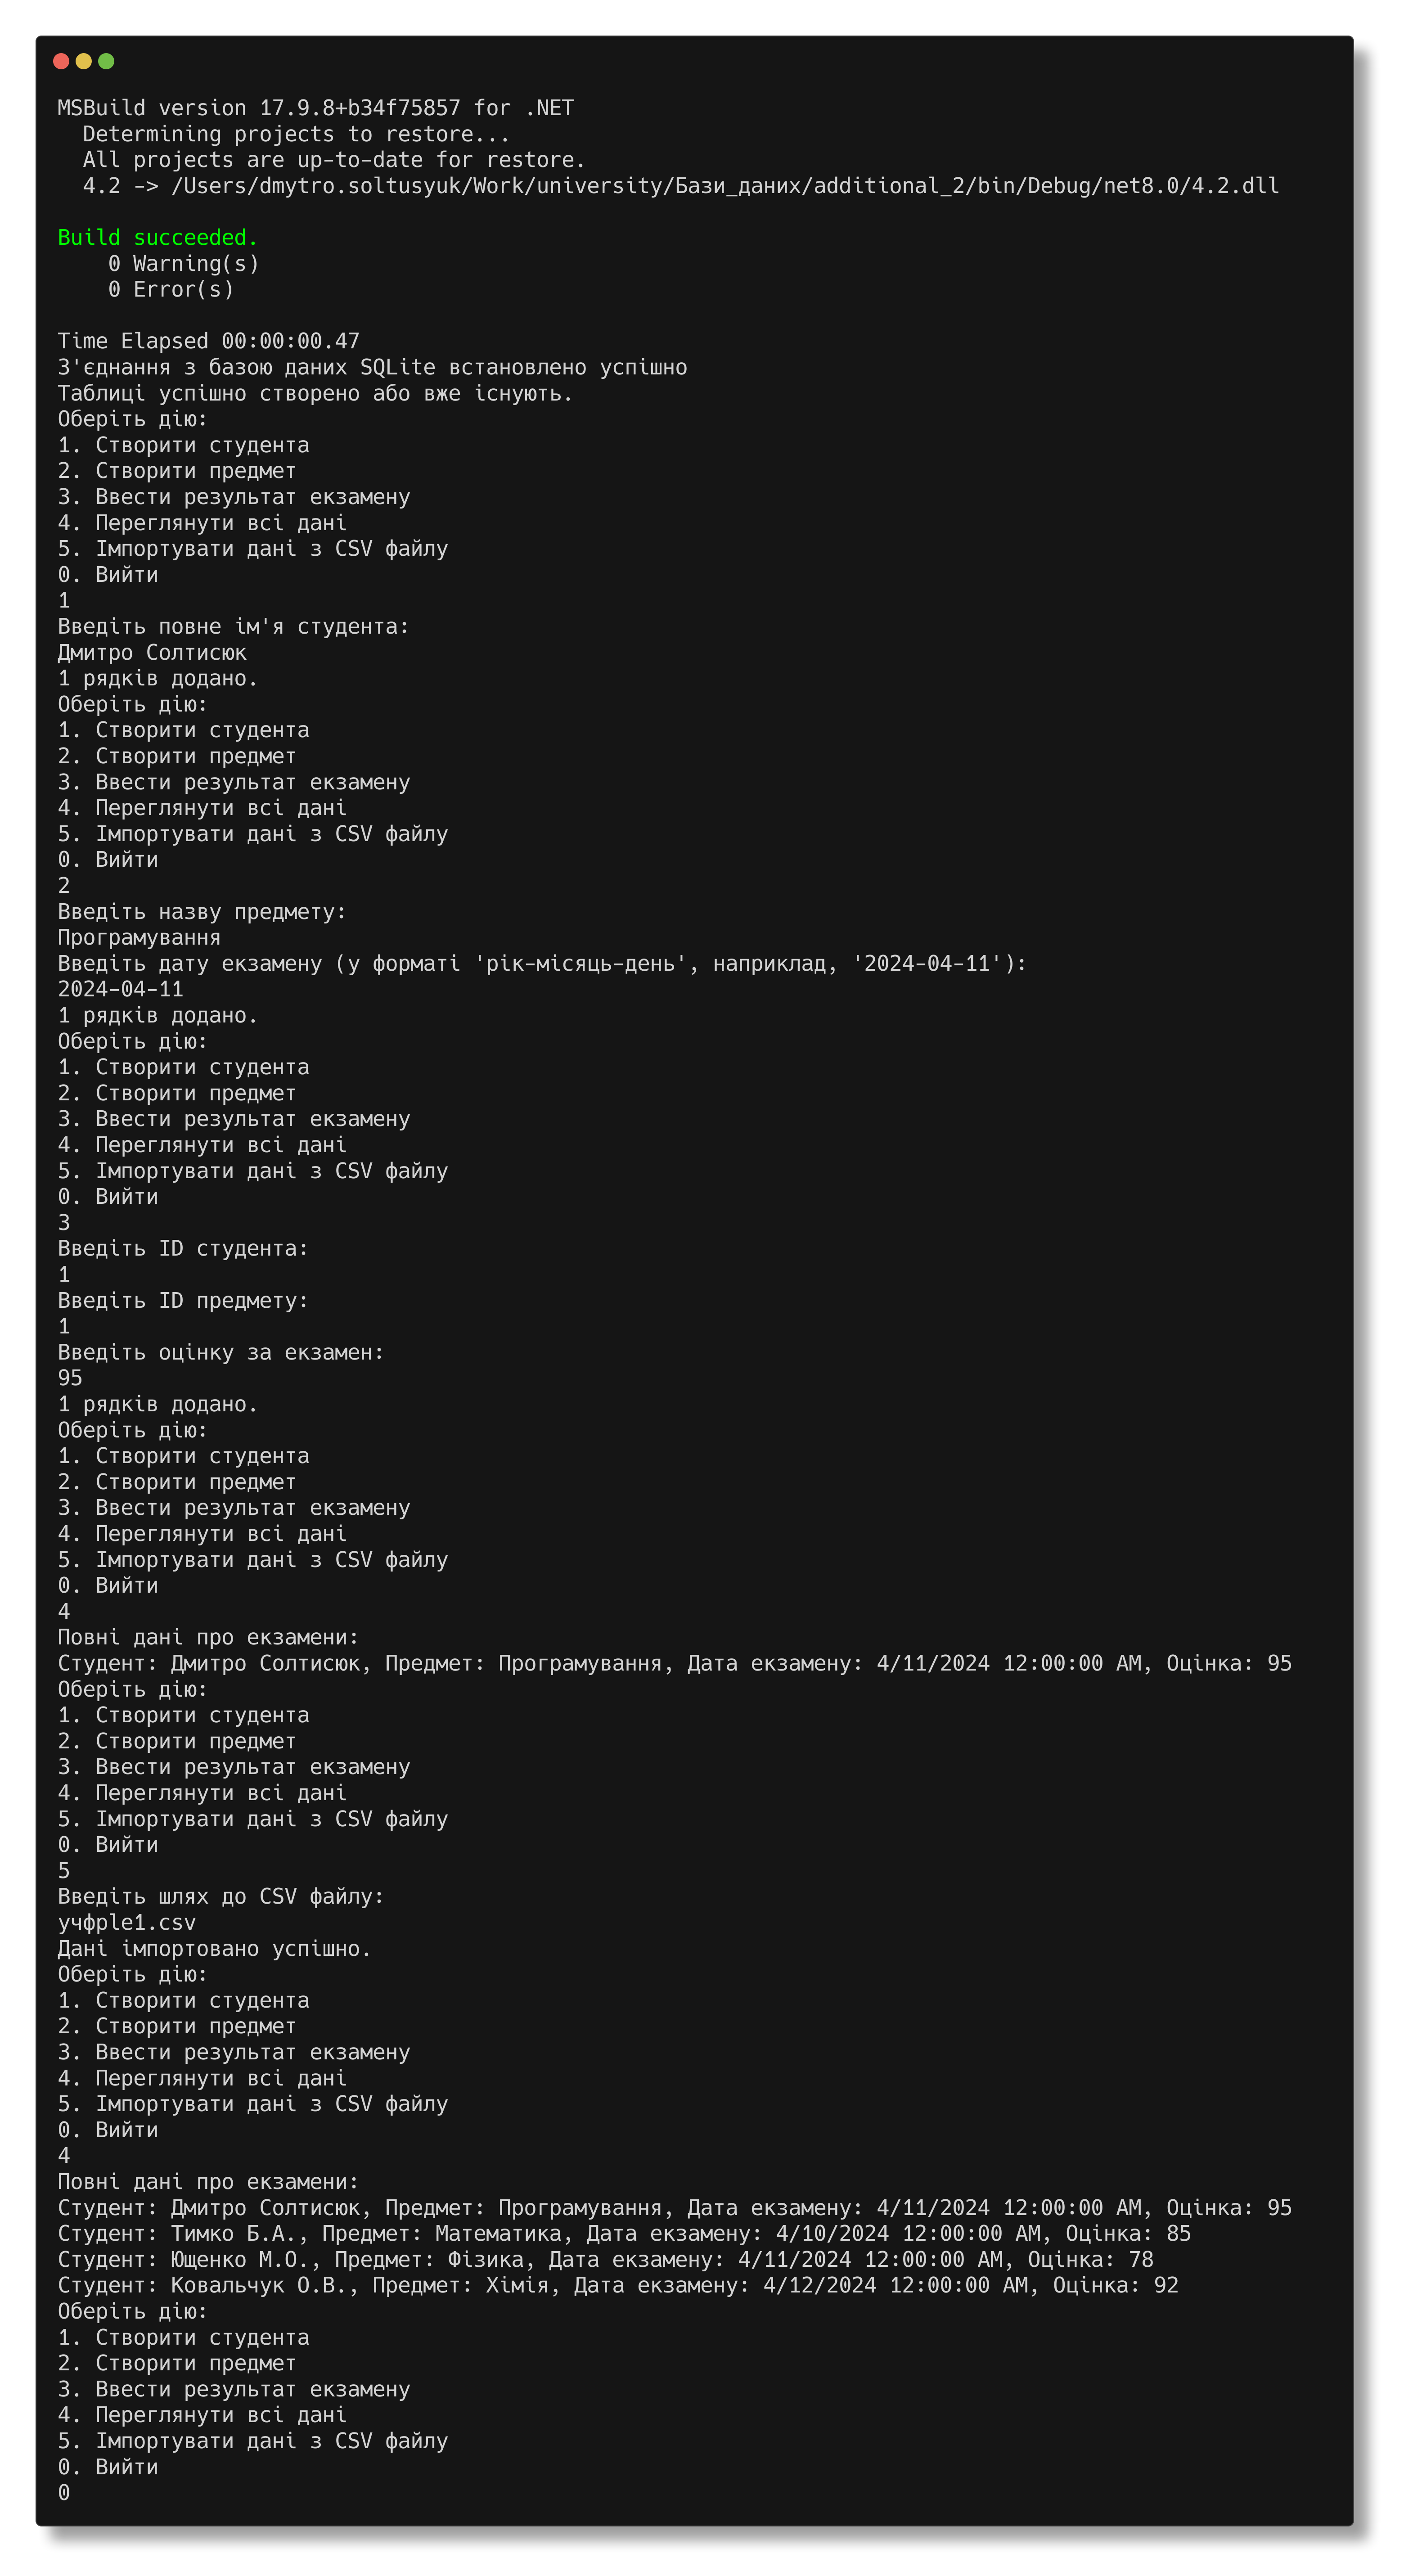 MSBuild version 17.9.8+b34f75857 for .NET
  Determining projects to restore...
  All projects are up-to-date for restore.
  4.2 -> /Users/dmytro.soltusyuk/Work/university/Бази_даних/additional_2/bin/Debug/net8.0/4.2.dll
Build succeeded.
    0 Warning(s)
    0 Error(s)
Time Elapsed 00:00:00.47
З'єднання з базою даних SQLite встановлено успішно
Таблиці успішно створено або вже існують.
Оберіть дію:
1. Створити студента
2. Створити предмет
3. Ввести результат екзамену
4. Переглянути всі дані
5. Імпортувати дані з CSV файлу
0. Вийти
1
Введіть повне ім'я студента:
Дмитро Солтисюк
1 рядків додано.
Оберіть дію:
1. Створити студента
2. Створити предмет
3. Ввести результат екзамену
4. Переглянути всі дані
5. Імпортувати дані з CSV файлу
0. Вийти
2
Введіть назву предмету:
Програмування
Введіть дату екзамену (у форматі 'рік-місяць-день', наприклад, '2024-04-11'):
2024-04-11
1 рядків додано.
Оберіть дію:
1. Створити студента
2. Створити предмет
3. Ввести результат екзамену
4. Переглянути всі дані
5. Імпортувати дані з CSV файлу
0. Вийти
3
Введіть ID студента:
1
Введіть ID предмету:
1
Введіть оцінку за екзамен:
95
1 рядків додано.
Оберіть дію:
1. Створити студента
2. Створити предмет
3. Ввести результат екзамену
4. Переглянути всі дані
5. Імпортувати дані з CSV файлу
0. Вийти
4
Повні дані про екзамени:
Студент: Дмитро Солтисюк, Предмет: Програмування, Дата екзамену: 4/11/2024 12:00:00 AM, Оцінка: 95
Оберіть дію:
1. Створити студента
2. Створити предмет
3. Ввести результат екзамену
4. Переглянути всі дані
5. Імпортувати дані з CSV файлу
0. Вийти
5
Введіть шлях до CSV файлу:
учфple1.csv
Дані імпортовано успішно.
Оберіть дію:
1. Створити студента
2. Створити предмет
3. Ввести результат екзамену
4. Переглянути всі дані
5. Імпортувати дані з CSV файлу
0. Вийти
4
Повні дані про екзамени:
Студент: Дмитро Солтисюк, Предмет: Програмування, Дата екзамену: 4/11/2024 12:00:00 AM, Оцінка: 95
Студент: Тимко Б.А., Предмет: Математика, Дата екзамену: 4/10/2024 12:00:00 AM, Оцінка: 85
Студент: Ющенко М.О., Предмет: Фізика, Дата екзамену: 4/11/2024 12:00:00 AM, Оцінка: 78
Студент: Ковальчук О.В., Предмет: Хімія, Дата екзамену: 4/12/2024 12:00:00 AM, Оцінка: 92
Оберіть дію:
1. Створити студента
2. Створити предмет
3. Ввести результат екзамену
4. Переглянути всі дані
5. Імпортувати дані з CSV файлу
0. Вийти
0